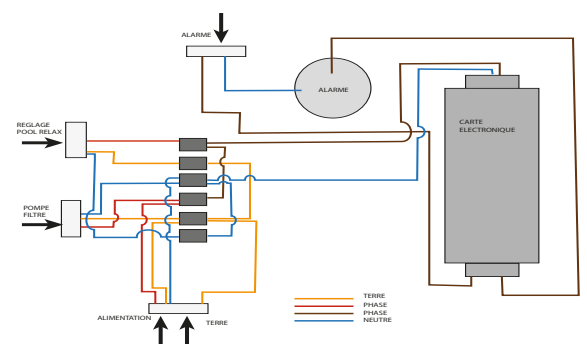 ALARME
ALARME
CARTE
ELECTRONIQUE
REGLAGE
POOL RELAX
POMPE
FILTRE
ALIMENTATION
TERRE
TERRE
PHASE
PHASE
NEUTRE